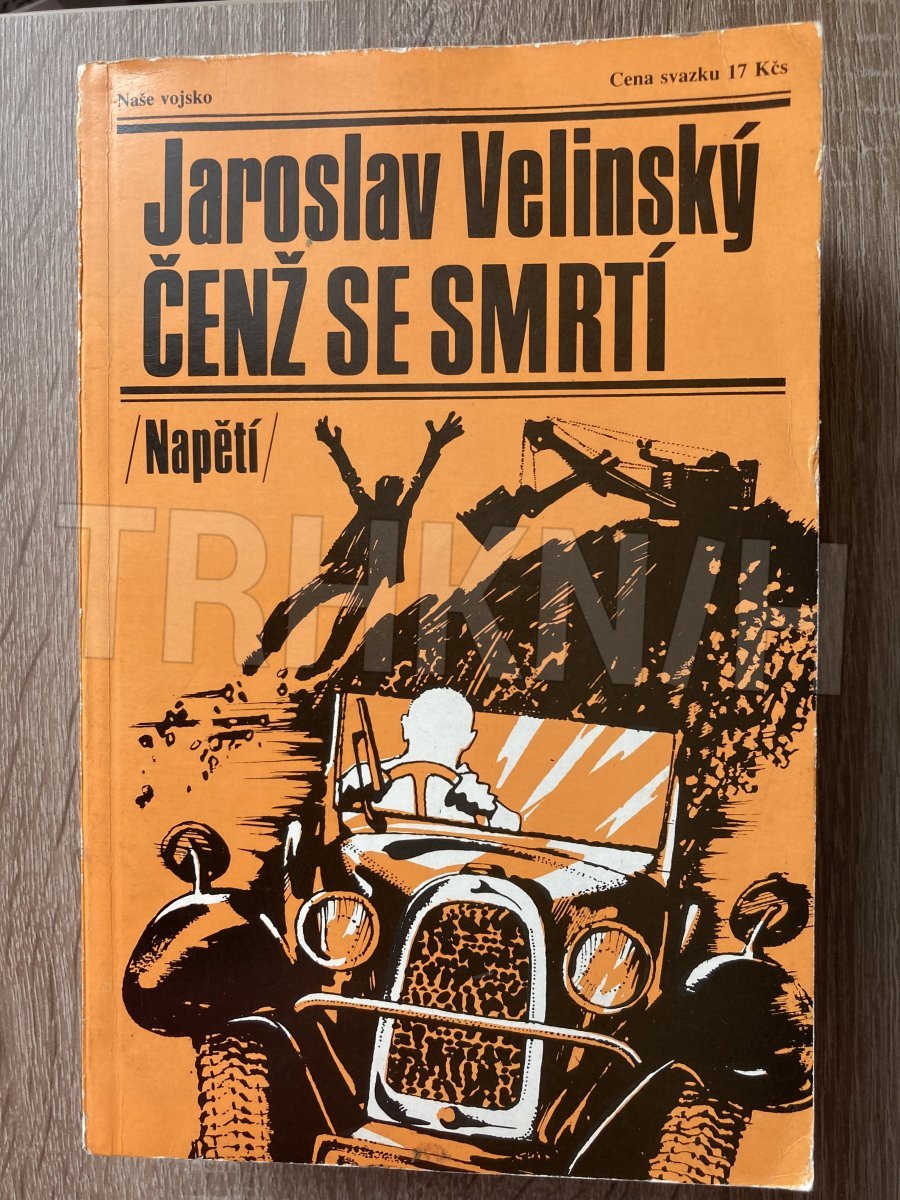 Naše vojsko
Cena svazku 17 Kčs
Jaroslav Velinský
ČENŽ SE SMRTÍ
/Napětí/
TRHKNIH